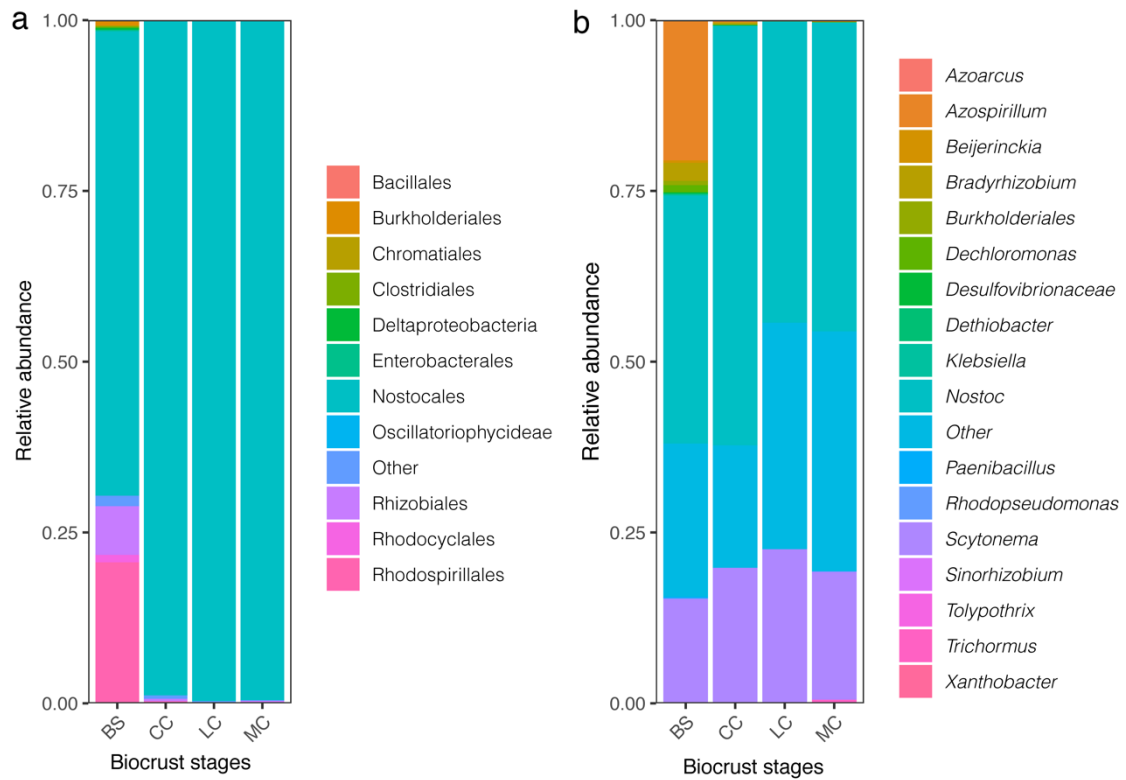 a
Relative abundance
1.00
0.75
0.50
0.25
0.00
BS
CC
LC
MC
Biocrust stages
Bacillales
Burkholderiales
Chromatiales
Clostridiales
Deltaproteobacteria
Enterobacterales
Nostocales
Oscillatoriophycideae
Other
Rhizobiales
Rhodocyclales
Rhodospirillales
b
Relative abundance
1.00
0.75
0.50
0.25
0.00
BS
CC
LC
MC
Biocrust stages
Azoarcus
Azospirillum
Beijerinckia
Bradyrhizobium
Burkholderiales
Dechloromonas
Desulfovibrionaceae
Dethiobacter
Klebsiella
Nostoc
Other
Paenibacillus
Rhodopseudomonas
Scytonema
Sinorhizobium
Tolypothrix
Trichormus
Xanthobacter